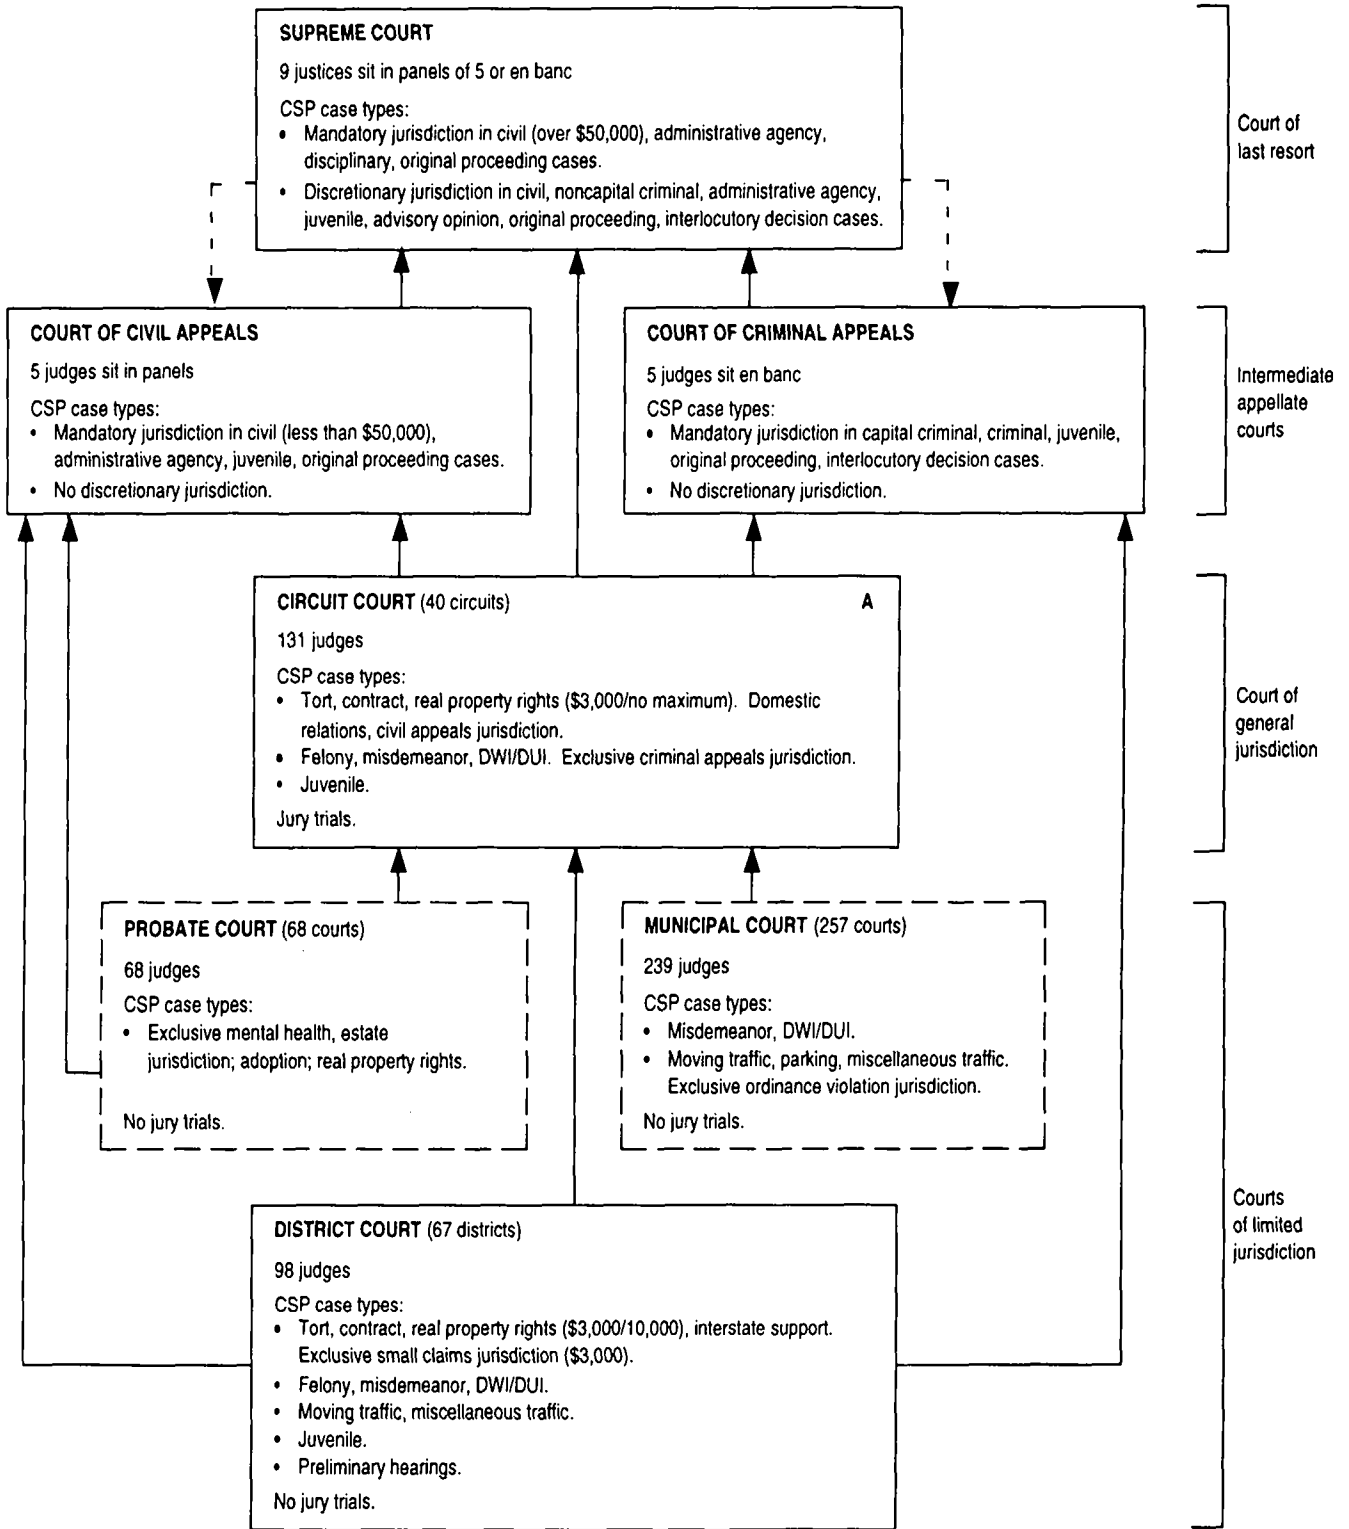 SUPREME COURT
9 justices sit in panels of 5 or en banc
CSP case types:
• Mandatory jurisdiction in civil (over $50,000), administrative agency,
disciplinary, original proceeding cases.
• Discretionary jurisdiction in civil, noncapital criminal, administrative agency,
juvenile, advisory opinion, original proceeding, interlocutory decision cases.
Court of
last resort
COURT OF CIVIL APPEALS
5 judges sit in panels
CSP case types:
• Mandatory jurisdiction in civil (less than $50,000),
administrative agency, juvenile, original proceeding cases.
• No discretionary jurisdiction.
COURT OF CRIMINAL APPEALS
5 judges sit en banc
CSP case types:
• Mandatory jurisdiction in capital criminal, criminal, juvenile,
original proceeding, interlocutory decision cases.
• No discretionary jurisdiction.
Intermediate
appellate
courts
CIRCUIT COURT (40 circuits) A
131 judges
CSP case types:
• Tort, contract, real property rights ($3,000/no maximum). Domestic
relations, civil appeals jurisdiction.
• Felony, misdemeanor, DWI/DUI. Exclusive criminal appeals jurisdiction.
• Juvenile.
Jury trials.
Court of
general
jurisdiction
PROBATE COURT (68 courts)
68 judges
CSP case types:
• Exclusive mental health, estate
jurisdiction; adoption; real property rights.
No jury trials.
MUNICIPAL COURT (257 courts)
239 judges
CSP case types:
• Misdemeanor, DWI/DUI.
• Moving traffic, parking, miscellaneous traffic.
Exclusive ordinance violation jurisdiction.
No jury trials.
DISTRICT COURT (67 districts)
98 judges
CSP case types:
• Tort, contract, real property rights ($3,000/10,000), interstate support.
Exclusive small claims jurisdiction ($3,000).
• Felony, misdemeanor, DWI/DUI.
• Moving traffic, miscellaneous traffic.
• Juvenile.
• Preliminary hearings.
No jury trials.
Courts
of limited
jurisdiction